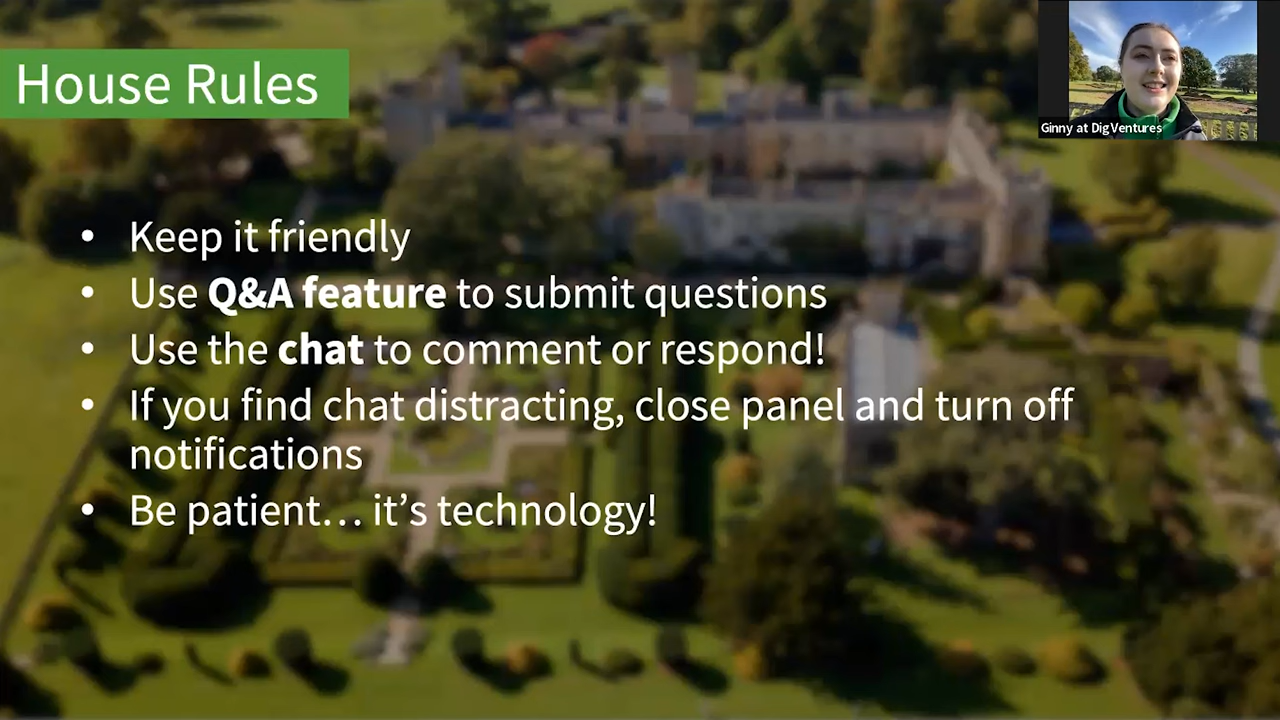 House Rules
Ginny at DigVentures
• Keep it friendly
• Use Q&A feature to submit questions
• Use the chat to comment or respond!
• If you find chat distracting, close panel and turn off
notifications
• Be patient… it’s technology!